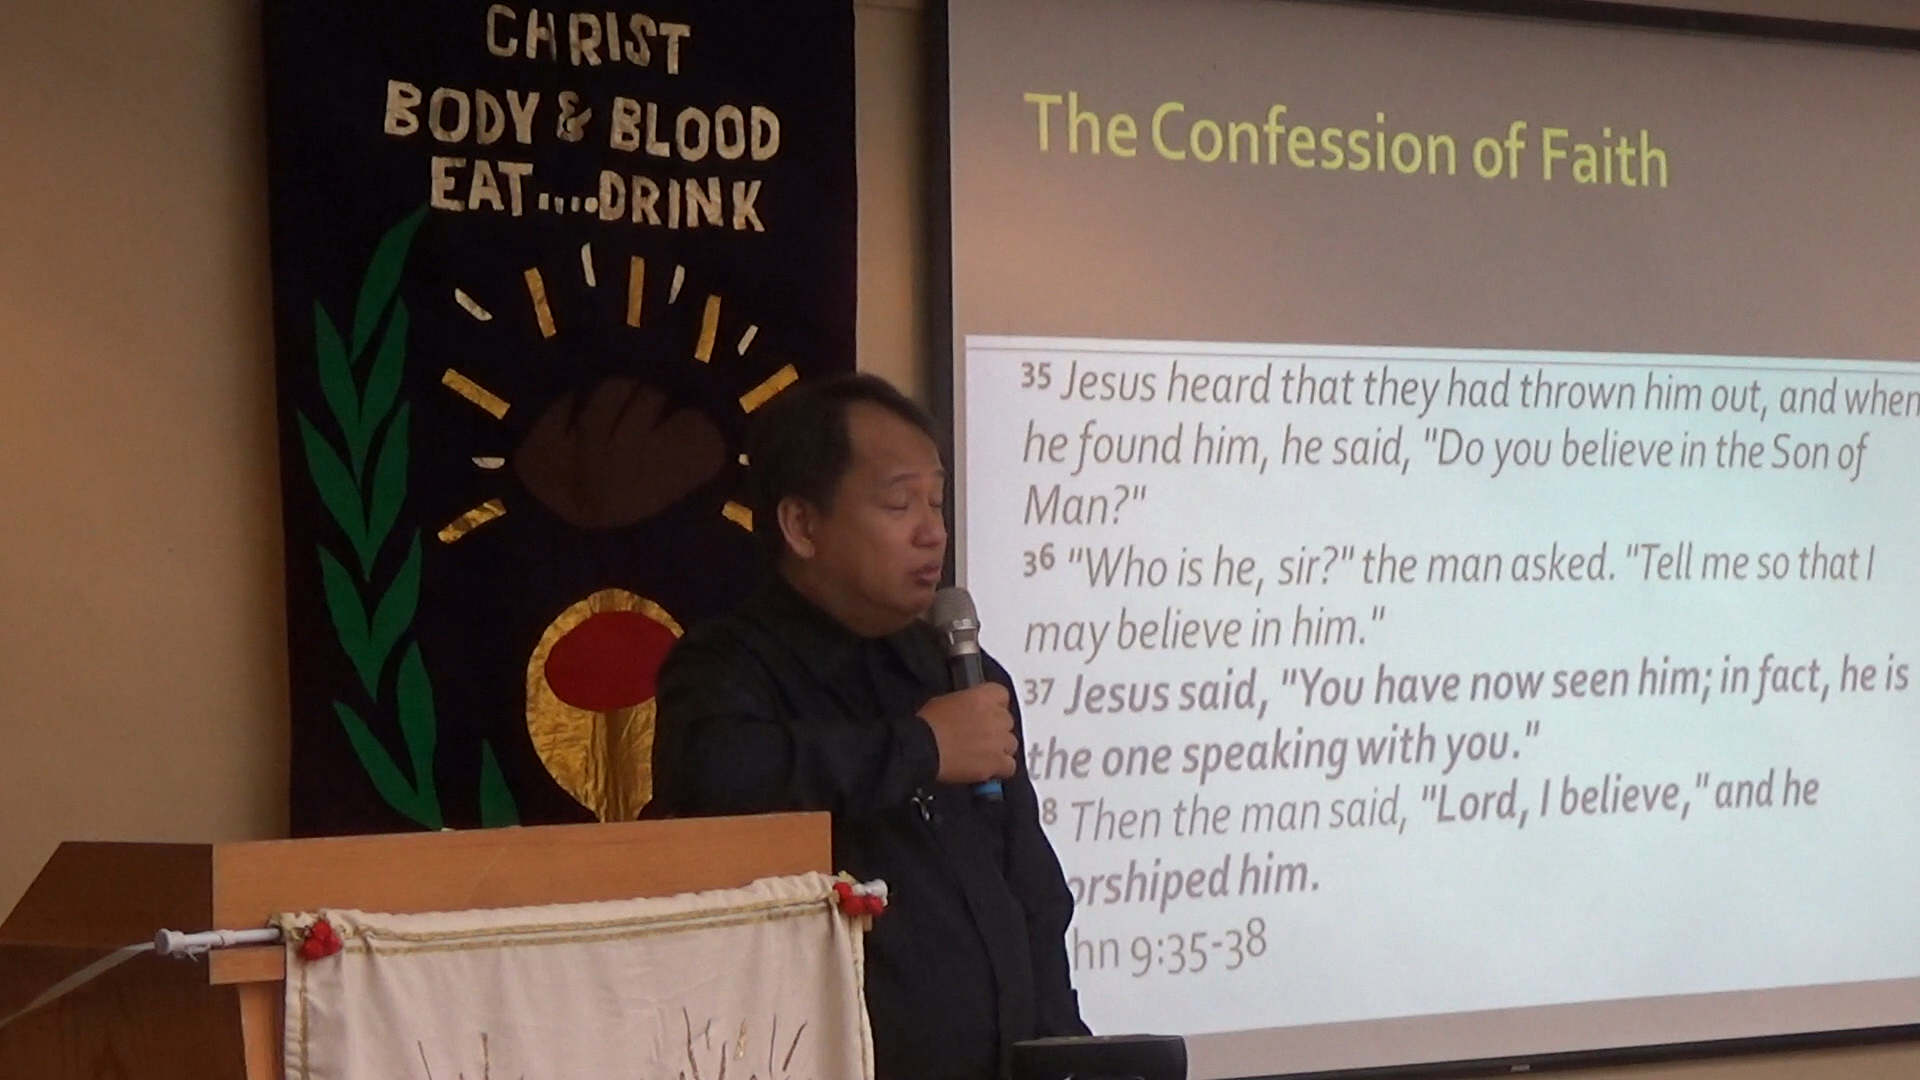 CHRIST
BODY & BLOOD
EAT....DRINK
The Confession of Faith
35 Jesus heard that they had thrown him out, and when
he found him, he said, "Do you believe in the Son of
Man?"
36 "Who is he, sir?" the man asked. "Tell me so that I
may believe in him."
37 Jesus said, "You have now seen him; in fact, he is
the one speaking with you."
8 Then the man said, "Lord, I believe," and he
orshiped him.
hn 9:35-38